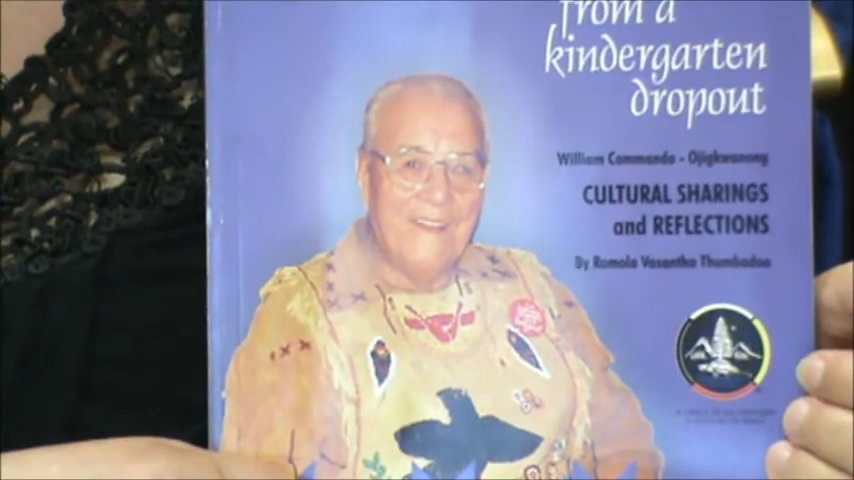 from a
kindergarten
dropout
William Commanda - Ojigkwanong
CULTURAL SHARINGS
and REFLECTIONS
By Romola Vasantha Thumbadoo